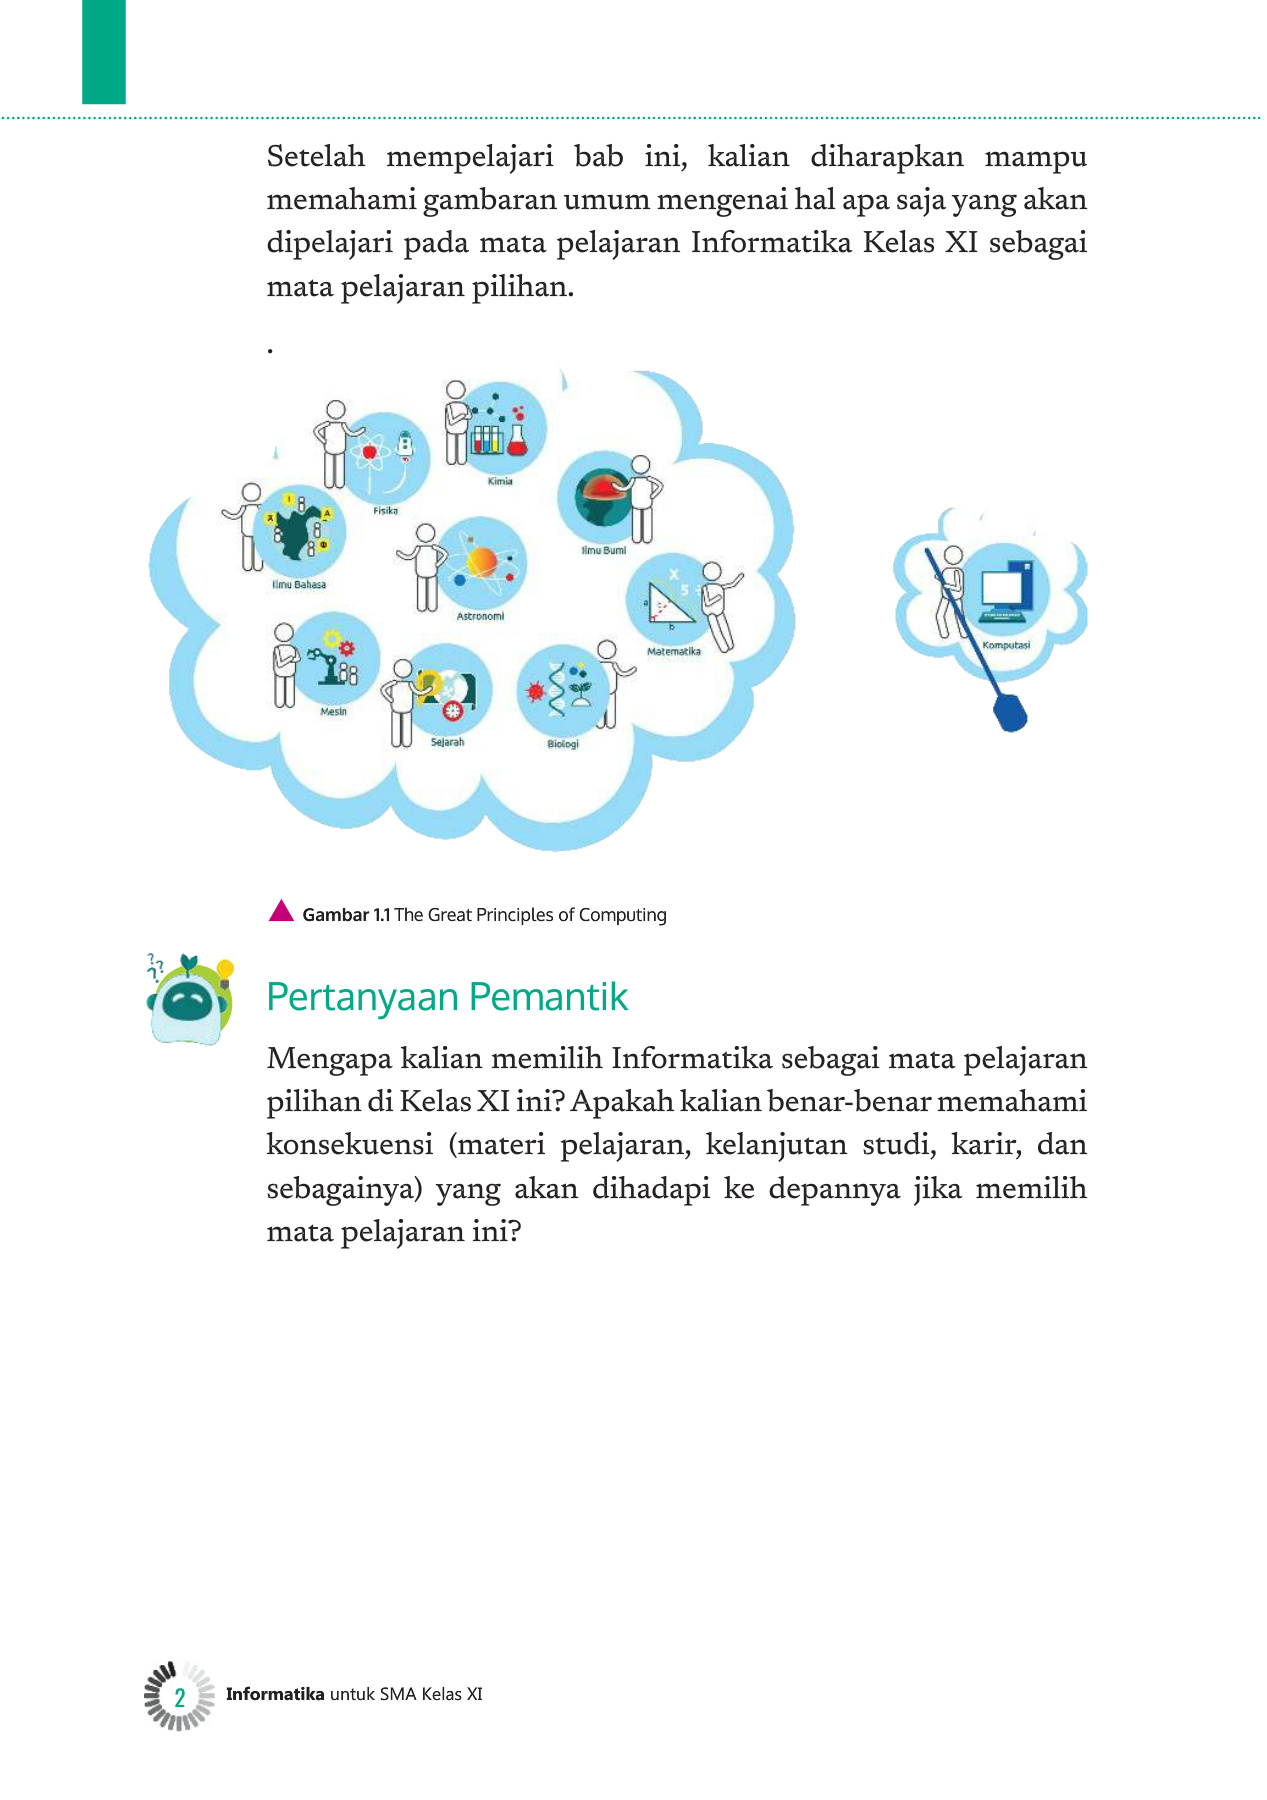 Setelah mempelajari bab ini, kalian diharapkan mampu
memahami gambaran umum mengenai hal apa saja yang akan
dipelajari pada mata pelajaran Informatika Kelas XI sebagai
mata pelajaran pilihan.
.
Kimia
Fisika
Ilmu Bumi
Ilmu Bahasa
Astronomi
Matematika
Komputasi
Mesin
Sejarah
Biologi
Gambar 1.1 The Great Principles of Computing
Pertanyaan Pemantik
Mengapa kalian memilih Informatika sebagai mata pelajaran
pilihan di Kelas XI ini? Apakah kalian benar-benar memahami
konsekuensi (materi pelajaran, kelanjutan studi, karir, dan
sebagainya) yang akan dihadapi ke depannya jika memilih
mata pelajaran ini?
2 Informatika untuk SMA Kelas XI